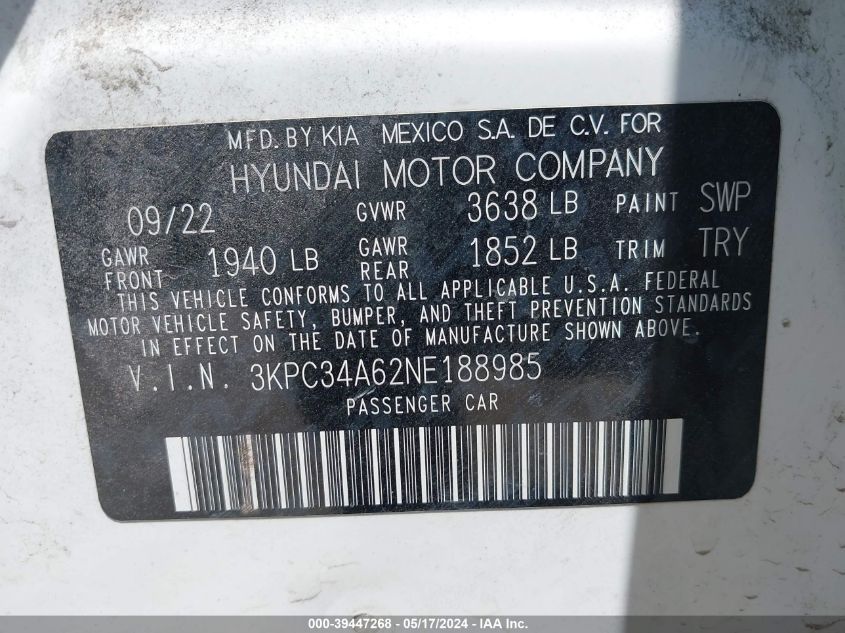 MFD. BY KIA MEXICO S.A. DE C.V. FOR
HYUNDAI MOTOR COMPANY
09/22 GVWR 3638 LB PAINT SWP
GAWR FRONT 1940 LB GAWR REAR 1852 LB TRIM TRY
THIS VEHICLE CONFORMS TO ALL APPLICABLE U.S.A. FEDERAL
MOTOR VEHICLE SAFETY, BUMPER, AND THEFT PREVENTION STANDARDS
IN EFFECT ON THE DATE OF MANUFACTURE SHOWN ABOVE.
V.I.N. 3KPC34A62NE188985
PASSENGER CAR
000-39447268 - 05/17/2024 - IAA Inc.